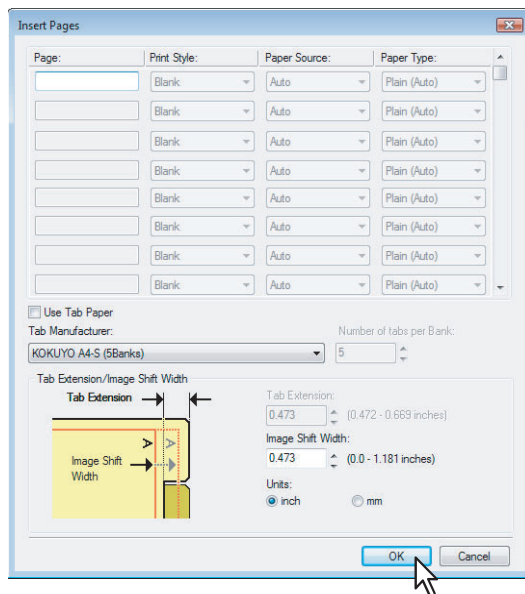 Insert Pages
Page: Print Style: Paper Source: Paper Type:
Blank Auto Plain (Auto)
Blank Auto Plain (Auto)
Blank Auto Plain (Auto)
Blank Auto Plain (Auto)
Blank Auto Plain (Auto)
Blank Auto Plain (Auto)
Blank Auto Plain (Auto)
Blank Auto Plain (Auto)
Use Tab Paper
Tab Manufacturer: Number of tabs per Bank:
KOKUYO A4-S (5Banks) 5
Tab Extension/Image Shift Width
Tab Extension
A A
Image Shift
Width
Tab Extension:
0.473 (0.472 - 0.669 inches)
Image Shift Width:
0.473 (0.0 - 1.181 inches)
Units:
inch mm
OK Cancel